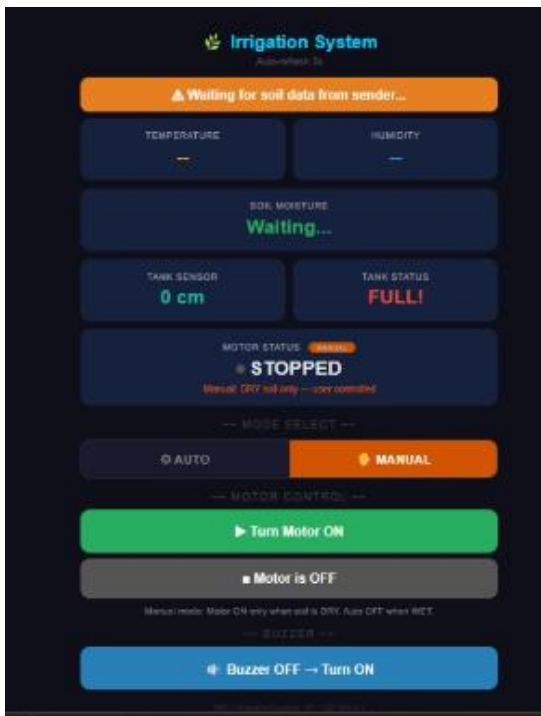 🌿 Irrigation System
Auto-refresh 3s
⚠ Waiting for soil data from sender...
TEMPERATURE
--
HUMIDITY
--
SOIL MOISTURE
Waiting...
TANK SENSOR
0 cm
TANK STATUS
FULL!
MOTOR STATUS MANUAL
STOPPED
Manual: DRY soil only — user controlled
— MODE SELECT —
⚙ AUTO
✋ MANUAL
— MOTOR CONTROL —
▶ Turn Motor ON
■ Motor is OFF
Manual mode: Motor ON only when soil is DRY. Auto OFF when WET.
— BUZZER —
🔊 Buzzer OFF → Turn ON